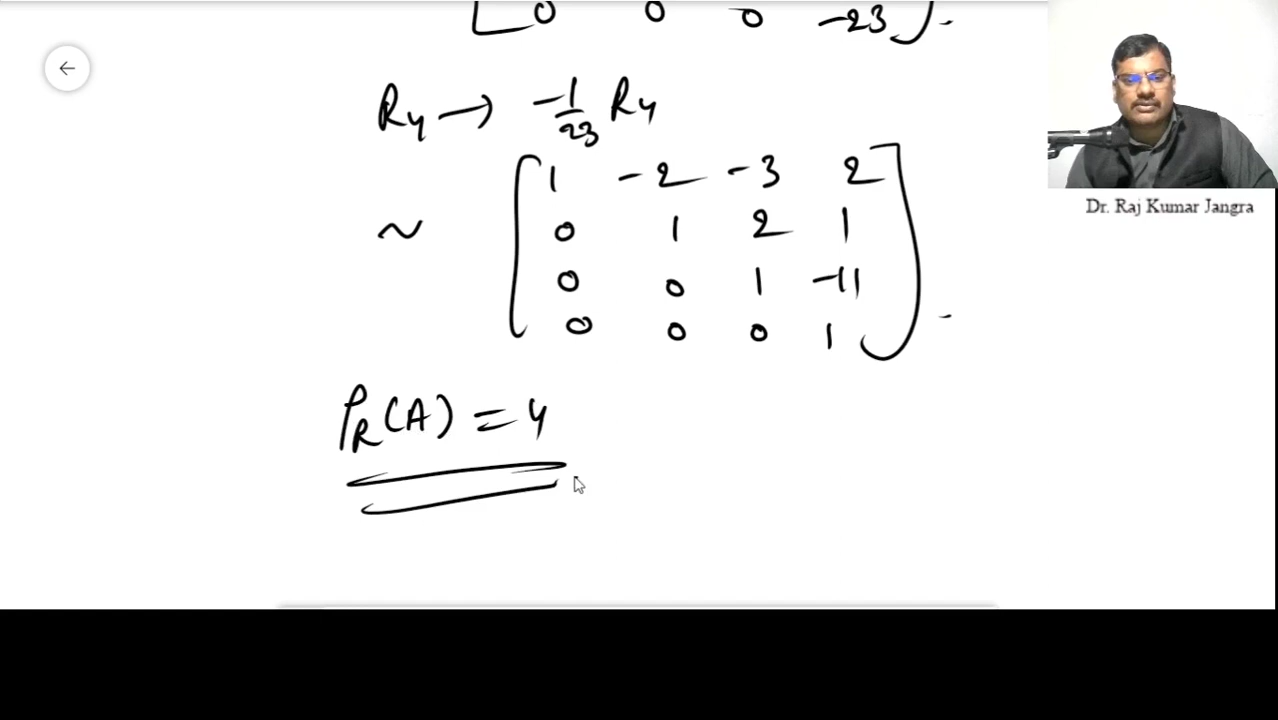 0 0 0 -23 ] .
R4 → -1/23 R4
~ [ 1 -2 -3 2
0 1 2 1
0 0 1 -11
0 0 0 1 ] .
ρR(A) = 4
Dr. Raj Kumar Jangra